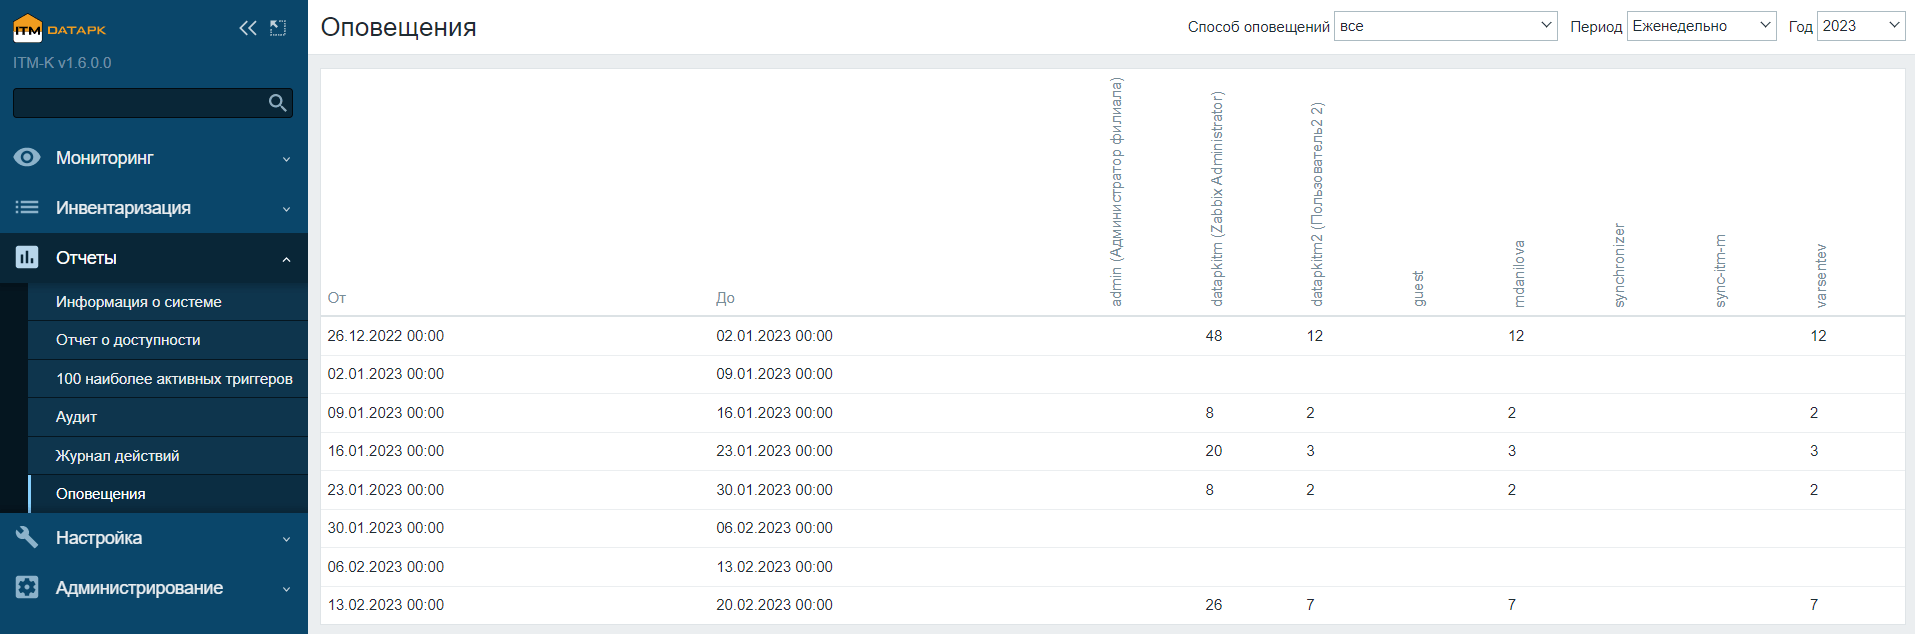 ITM DATAPK
ITM-K v1.6.0.0
Мониторинг
Инвентаризация
Отчеты
Информация о системе
Отчет о доступности
100 наиболее активных триггеров
Аудит
Журнал действий
Оповещения
Настройка
Администрирование
Оповещения
Способ оповещений все Период Еженедельно Год 2023
От До admin (Администратор филиала) datapkitm (Zabbix Administrator) datapkitm2 (Пользователь2 2) guest mdanilova synchronizer sync-itm-m varsentev
26.12.2022 00:00 02.01.2023 00:00 48 12 12 12
02.01.2023 00:00 09.01.2023 00:00
09.01.2023 00:00 16.01.2023 00:00 8 2 2 2
16.01.2023 00:00 23.01.2023 00:00 20 3 3 3
23.01.2023 00:00 30.01.2023 00:00 8 2 2 2
30.01.2023 00:00 06.02.2023 00:00
06.02.2023 00:00 13.02.2023 00:00
13.02.2023 00:00 20.02.2023 00:00 26 7 7 7